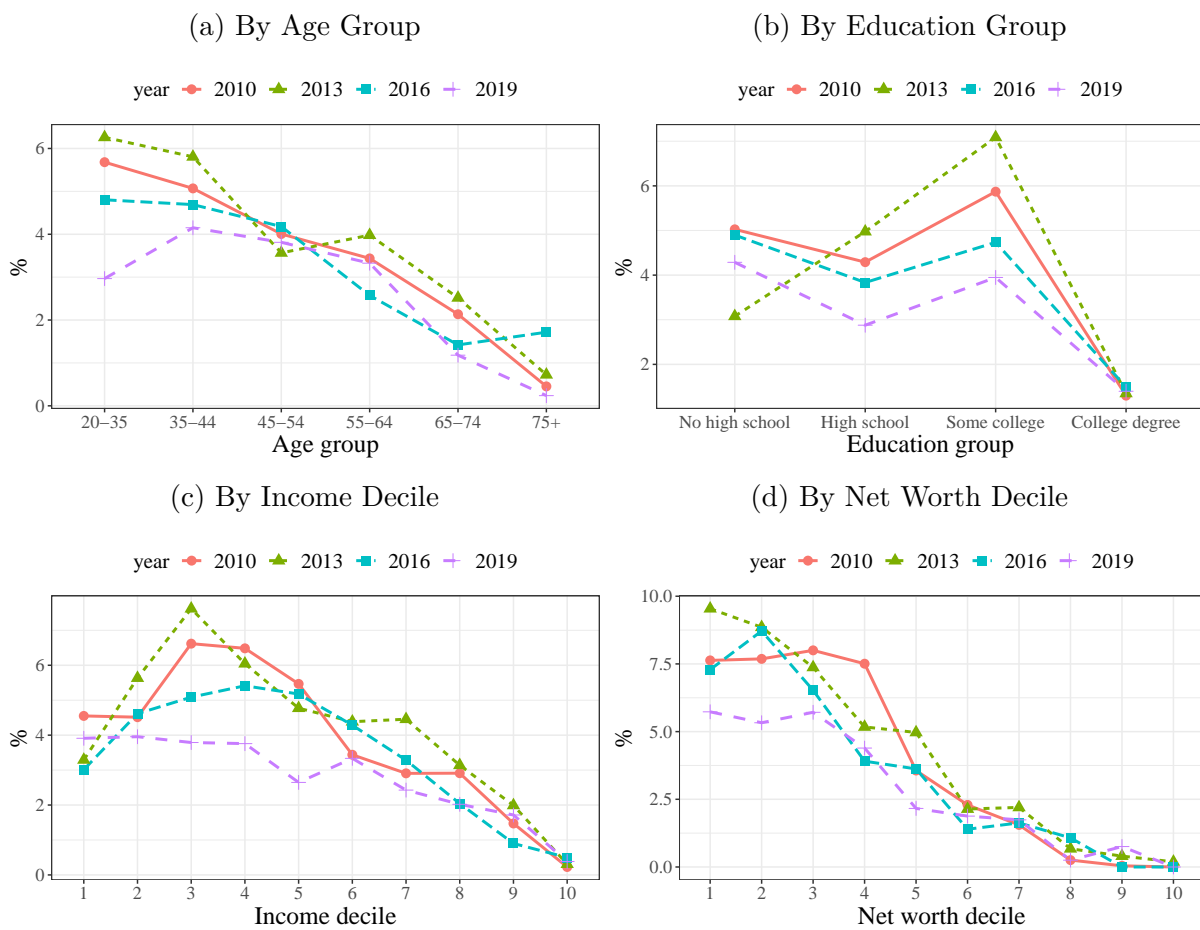 (a) By Age Group
year 2010 2013 2016 2019
%
6
4
2
0
20–35 35–44 45–54 55–64 65–74 75+
Age group
(b) By Education Group
year 2010 2013 2016 2019
%
6
4
2
No high school High school Some college College degree
Education group
(c) By Income Decile
year 2010 2013 2016 2019
%
6
4
2
0
1 2 3 4 5 6 7 8 9 10
Income decile
(d) By Net Worth Decile
year 2010 2013 2016 2019
%
10.0
7.5
5.0
2.5
0.0
1 2 3 4 5 6 7 8 9 10
Net worth decile